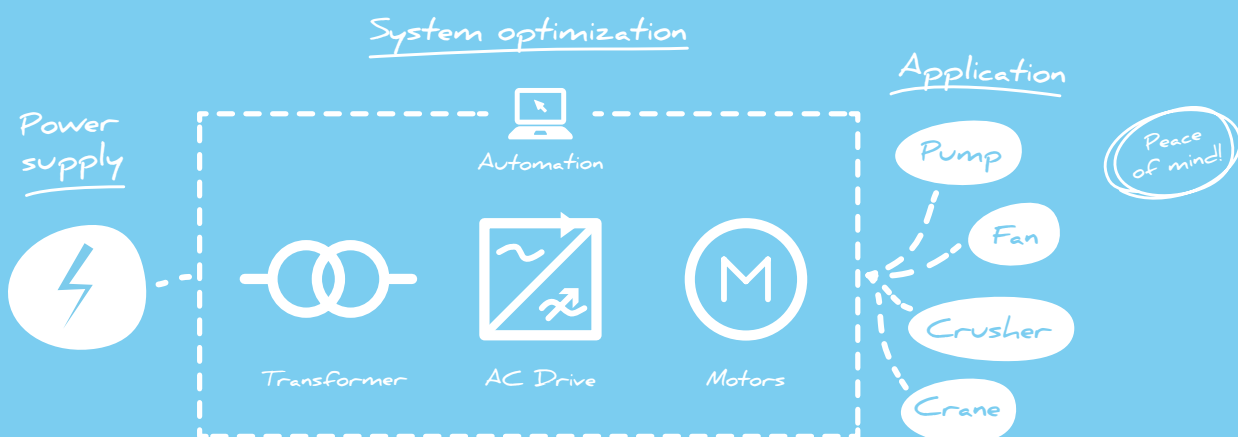 System optimization
Application
Power
supply
Automation
Pump
Peace
of mind!!
Fan
M
Crusher
Transformer
AC Drive
Motors
Crane